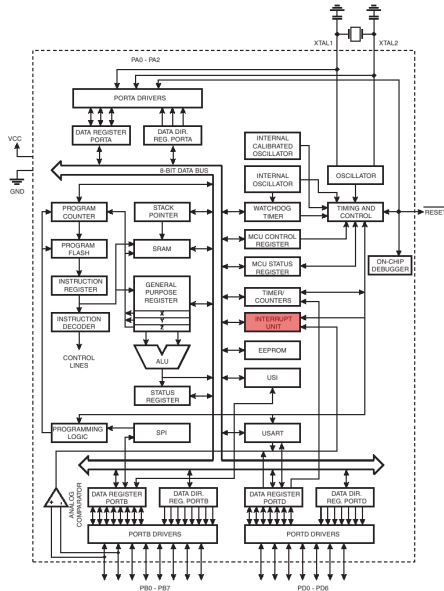 XTAL1
XTAL2
PA0 - PA2
PORTA DRIVERS
VCC
DATA REGISTER
PORTA
DATA DIR.
REG. PORTA
INTERNAL
CALIBRATED
OSCILLATOR
GND
8-BIT DATA BUS
INTERNAL
OSCILLATOR
OSCILLATOR
PROGRAM
COUNTER
STACK
POINTER
WATCHDOG
TIMER
TIMING AND
CONTROL
RESET
PROGRAM
FLASH
SRAM
MCU CONTROL
REGISTER
ON-CHIP
DEBUGGER
MCU STATUS
REGISTER
INSTRUCTION
REGISTER
GENERAL
PURPOSE
REGISTER
TIMER/
COUNTERS
X
Y
Z
INSTRUCTION
DECODER
INTERRUPT
UNIT
CONTROL
LINES
ALU
EEPROM
STATUS
REGISTER
USI
PROGRAMMING
LOGIC
SPI
USART
ANALOG
COMPARATOR
+
-
DATA REGISTER
PORTB
DATA DIR.
REG. PORTB
DATA REGISTER
PORTD
DATA DIR.
REG. PORTD
PORTB DRIVERS
PORTD DRIVERS
PB0 - PB7
PD0 - PD6